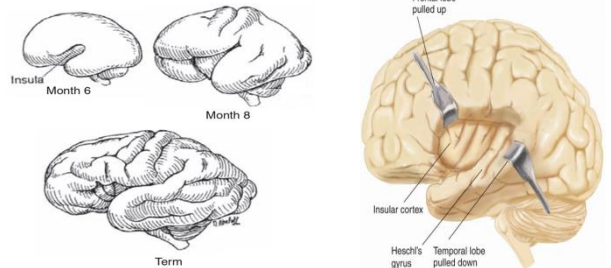 Insula
Month 6
Month 8
Term
pulled up
Insular cortex
Heschl's
gyrus
Temporal lobe
pulled down